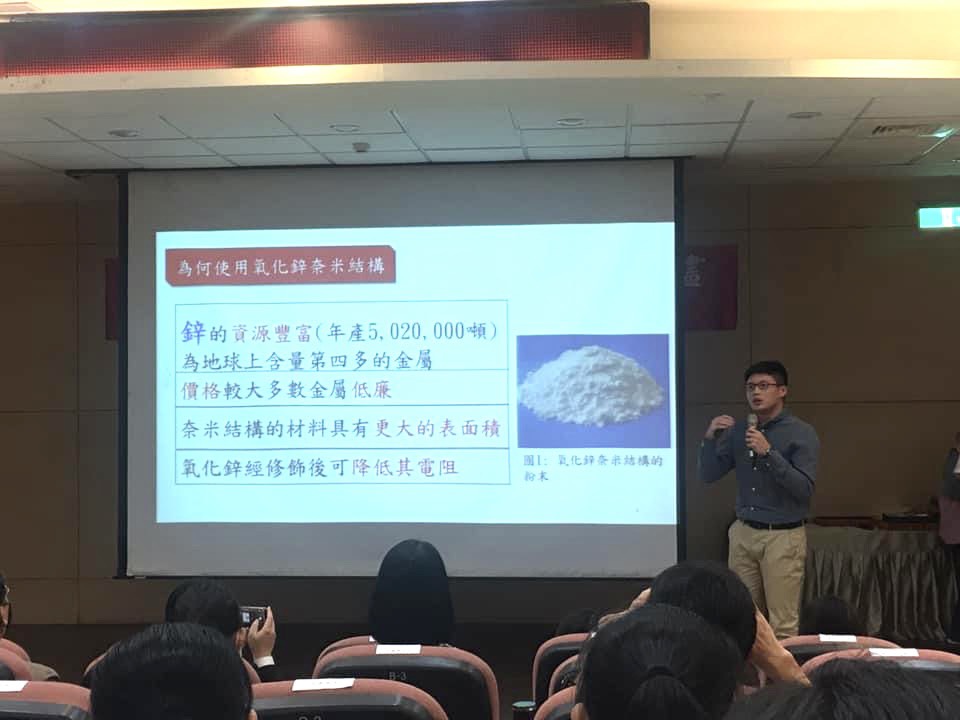 為何使用氧化鋅奈米結構
鋅的資源豐富(年產5,020,000噸)
為地球上含量第四多的金屬
價格較大多數金屬低廉
奈米結構的材料具有更大的表面積
氧化鋅經修飾後可降低其電阻
圖1: 氧化鋅奈米結構的
粉末
畫
B-3